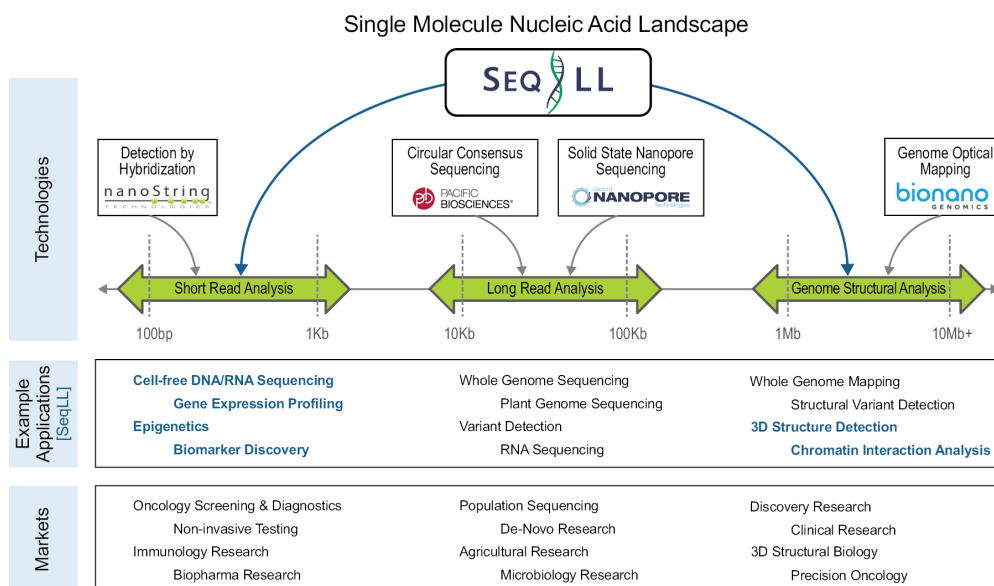 Single Molecule Nucleic Acid Landscape
SEQLL
Technologies
Detection by
Hybridization
nanoString
TECHNOLOGIES
Circular Consensus
Sequencing
PACIFIC
BIOSCIENCES®
Solid State Nanopore
Sequencing
Oxford
NANOPORE
Technologies
Genome Optical
Mapping
bionano
GENOMICS
Short Read Analysis
Long Read Analysis
Genome Structural Analysis
100bp
1Kb
10Kb
100Kb
1Mb
10Mb+
Example
Applications
[SeqLL]
Cell-free DNA/RNA Sequencing
Gene Expression Profiling
Epigenetics
Biomarker Discovery
Whole Genome Sequencing
Plant Genome Sequencing
Variant Detection
RNA Sequencing
Whole Genome Mapping
Structural Variant Detection
3D Structure Detection
Chromatin Interaction Analysis
Markets
Oncology Screening & Diagnostics
Non-invasive Testing
Immunology Research
Biopharma Research
Population Sequencing
De-Novo Research
Agricultural Research
Microbiology Research
Discovery Research
Clinical Research
3D Structural Biology
Precision Oncology